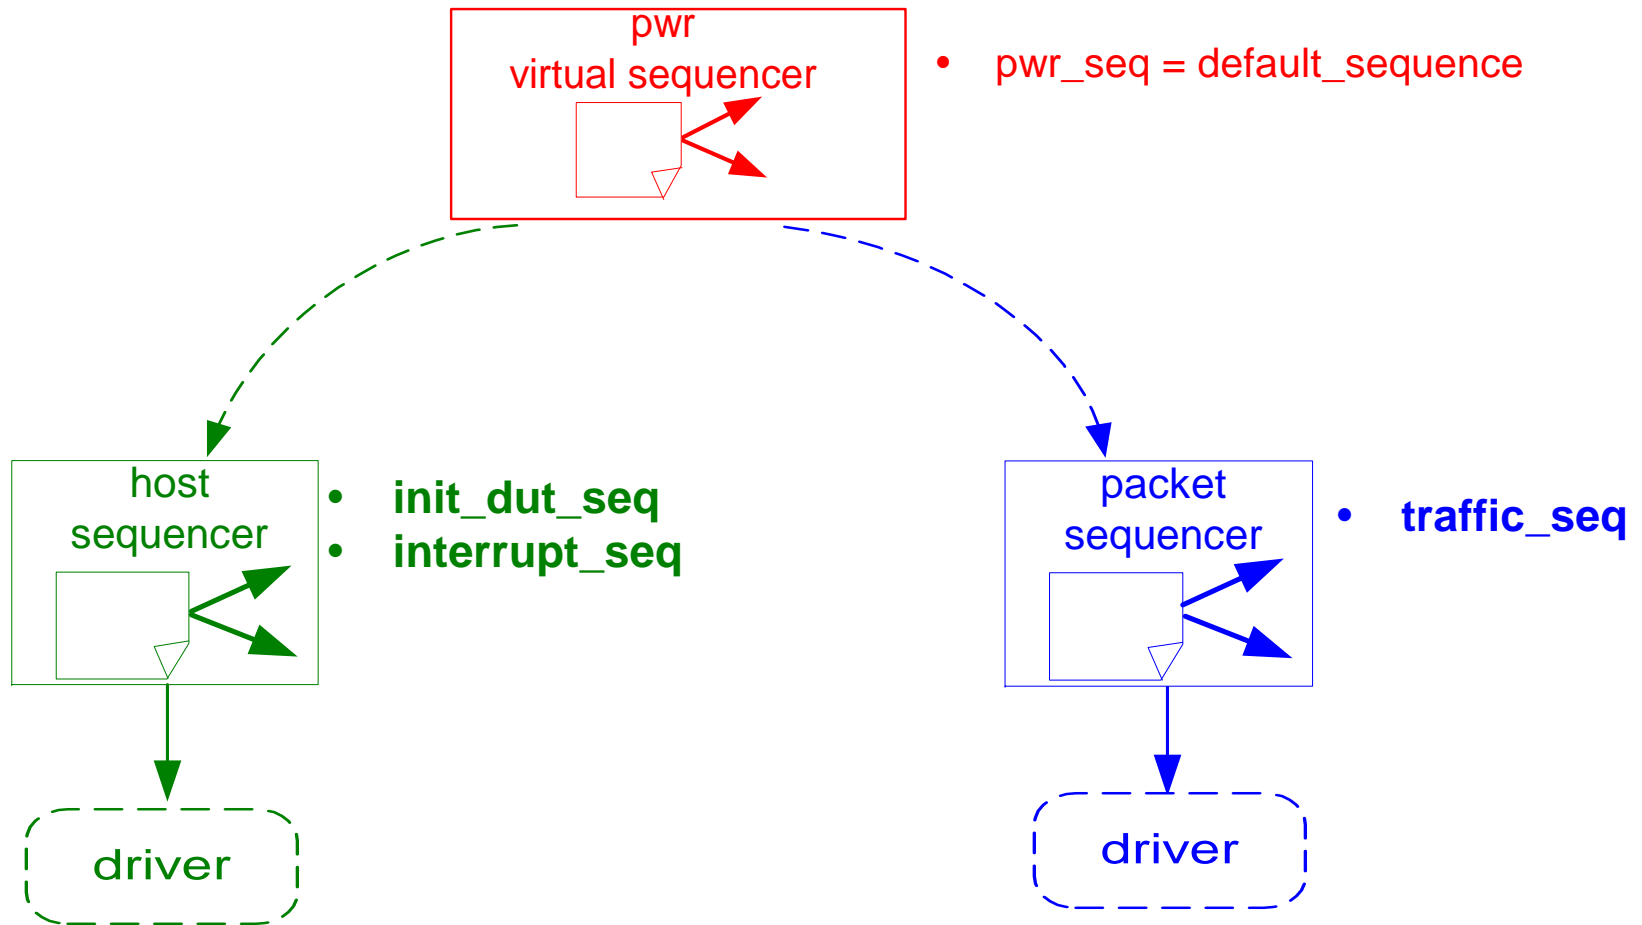 pwr
virtual sequencer
• pwr_seq = default_sequence
host
sequencer
• init_dut_seq
• interrupt_seq
packet
sequencer
• traffic_seq
driver
driver